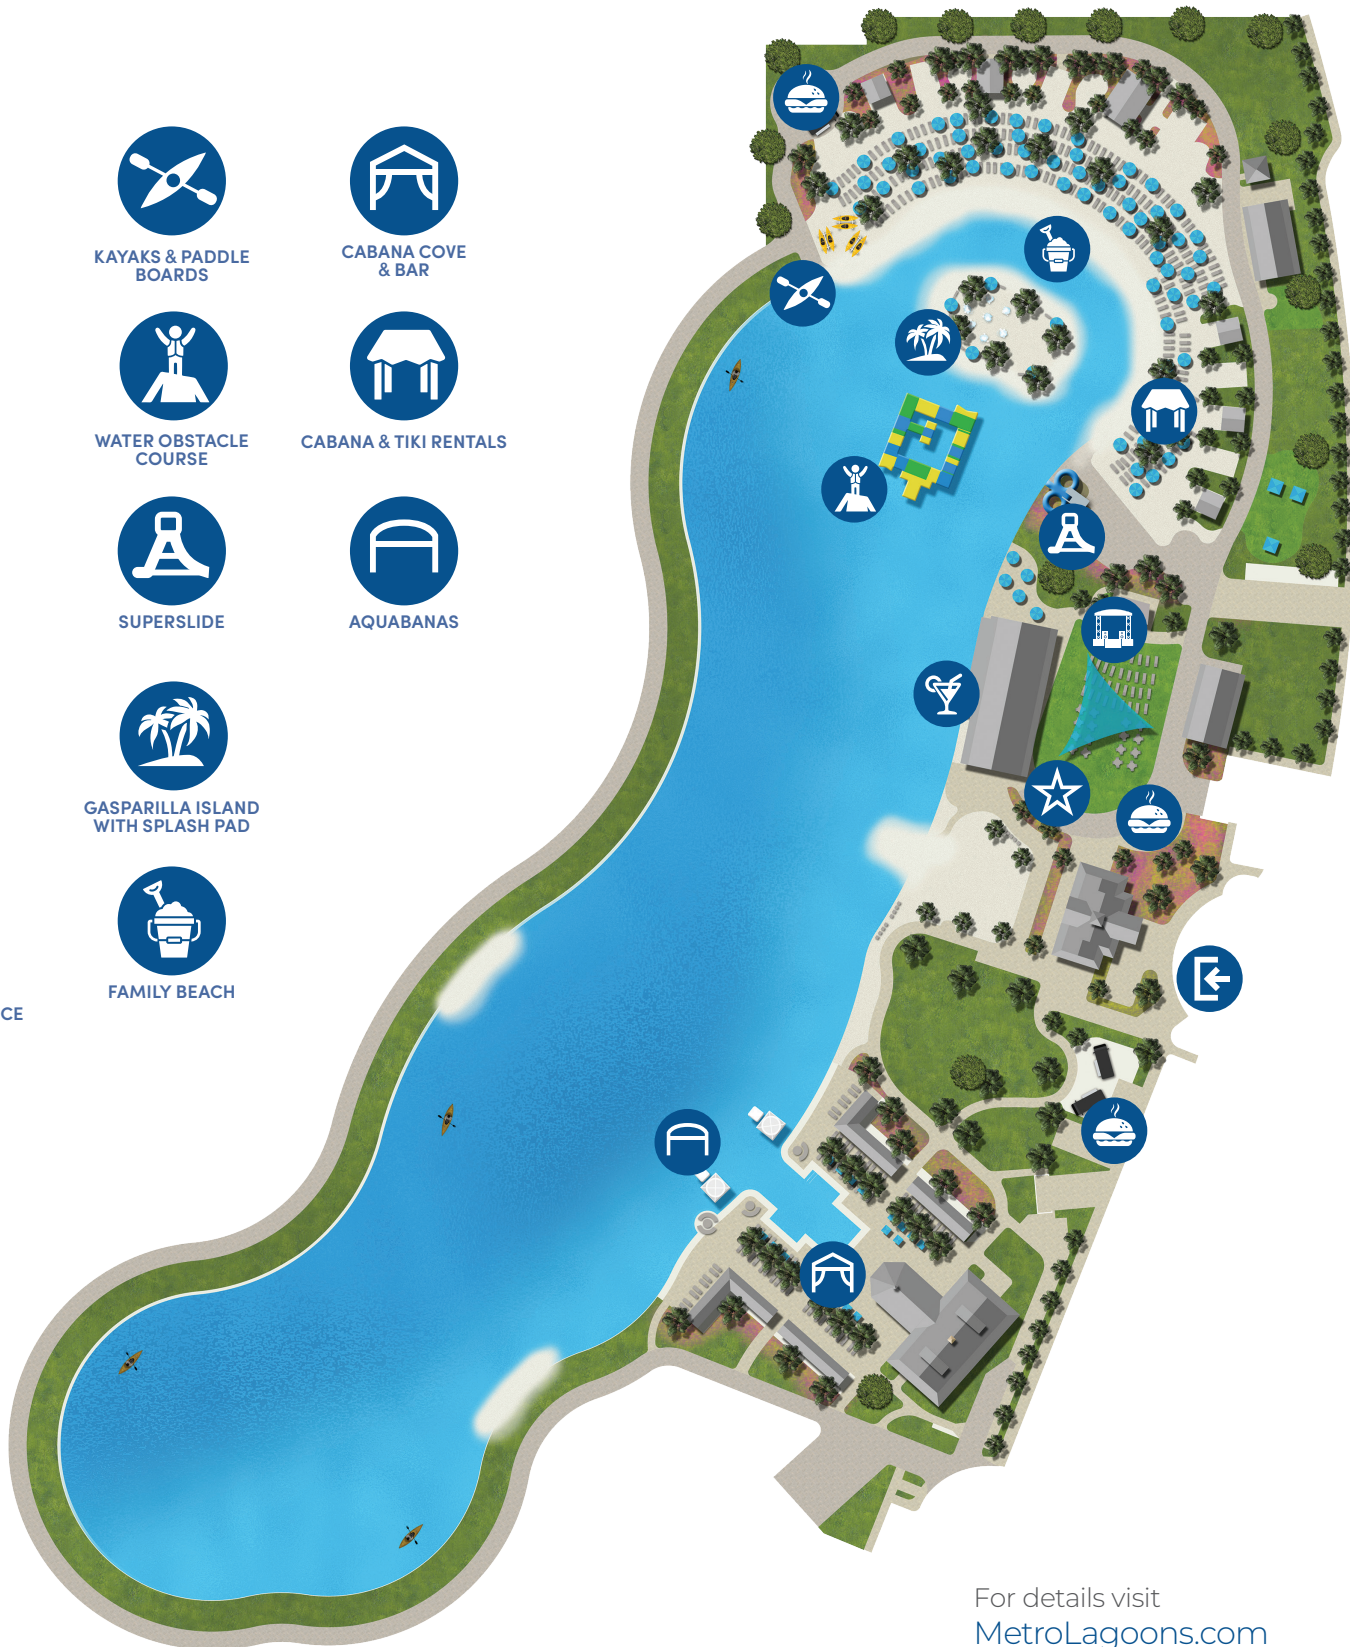 KAYAKS & PADDLE
BOARDS
CABANA COVE
& BAR
WATER OBSTACLE
COURSE
CABANA & TIKI RENTALS
SUPERSLIDE
AQUABANAS
GASPARILLA ISLAND
WITH SPLASH PAD
FAMILY BEACH
CE
For details visit
MetroLagoons.com